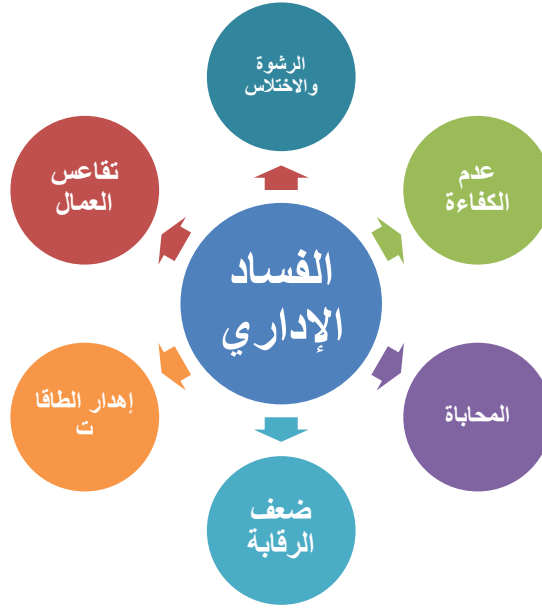 الرشوة
والاختلاس
عدم
الكفاءة
المحاباة
ضعف
الرقابة
إهدار الطاقا
ت
تقاعس
العمال
الفساد
الإداري